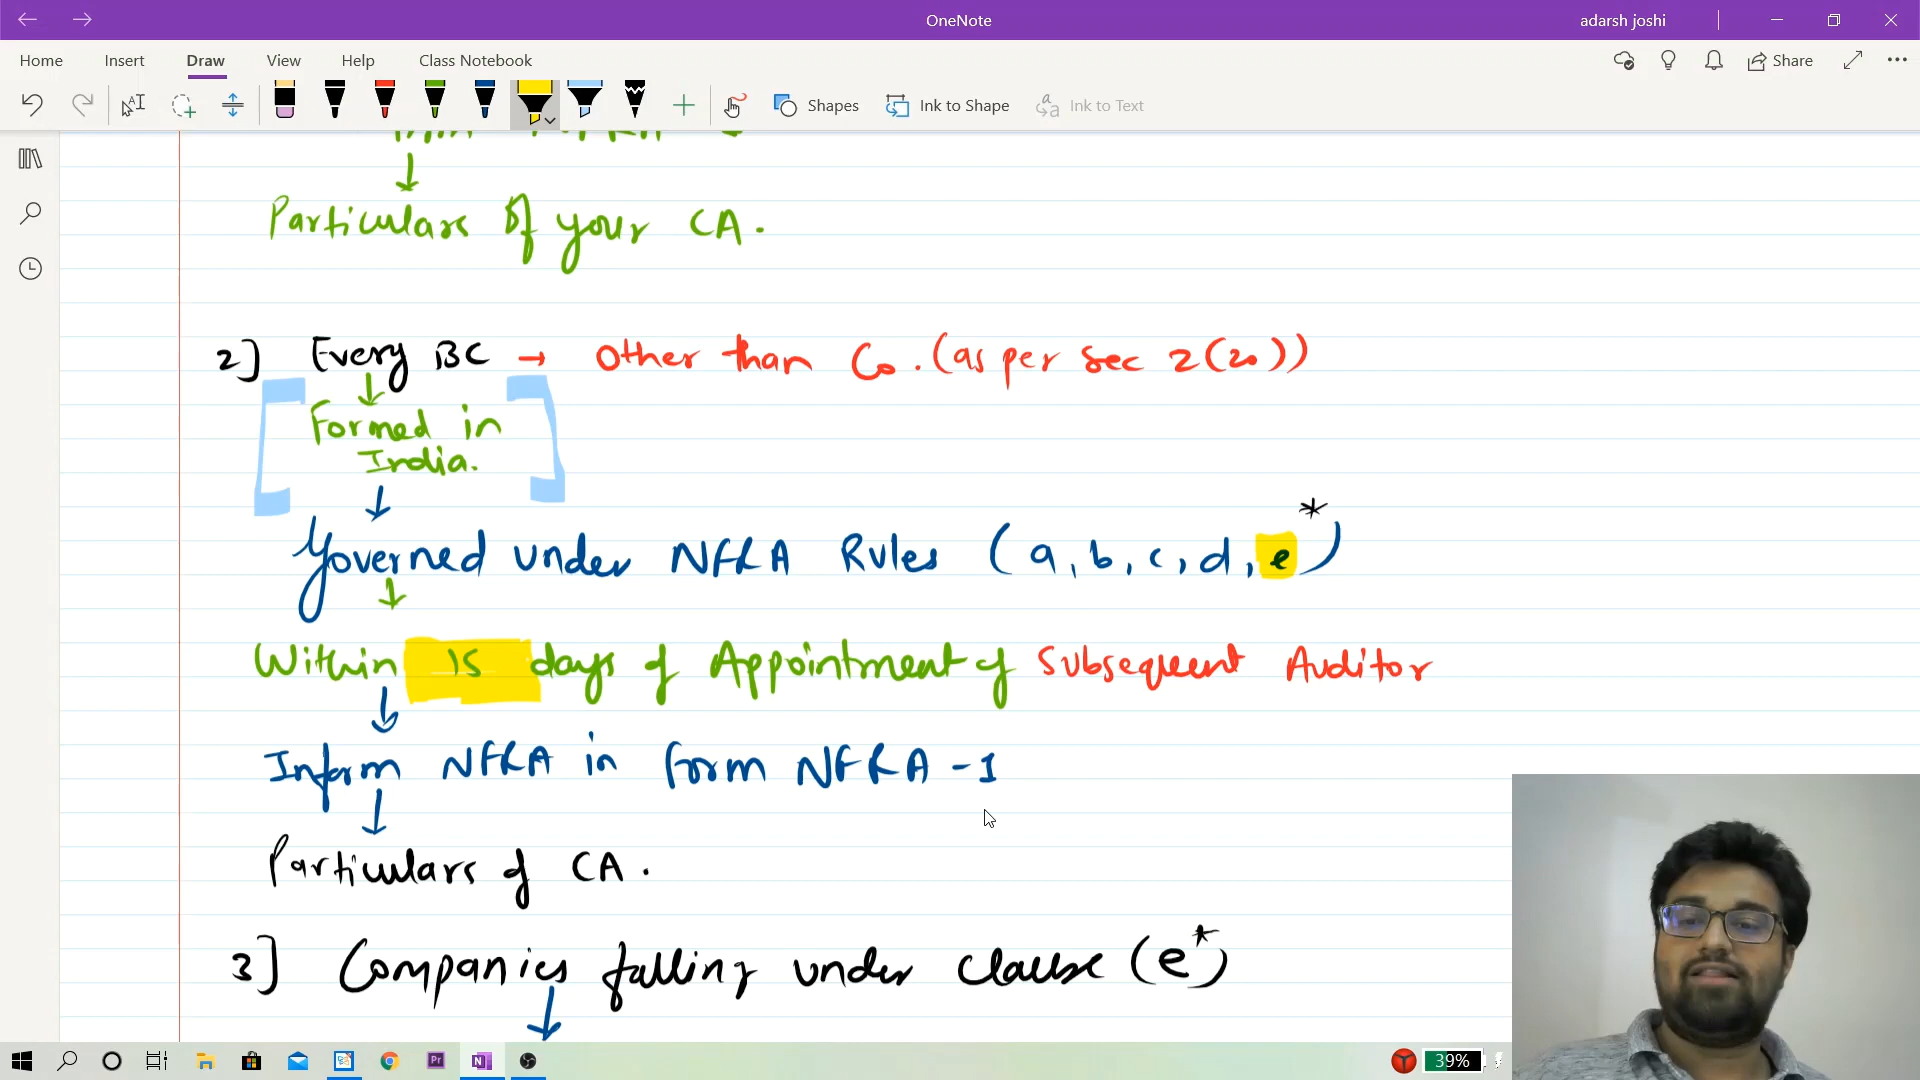 OneNote
adarsh joshi
Home Insert Draw View Help Class Notebook Share
Shapes Ink to Shape Ink to Text
Particulars of your CA.
2] Every BC → Other than Co. (as per sec 2(20))
Formed in
India.
Governed under NFRA Rules (a, b, c, d, e*)
Within 15 days of Appointment of Subsequent Auditor
Inform NFRA in form NFRA-1
Particulars of CA.
3] Companies falling under clause (e*)
39%